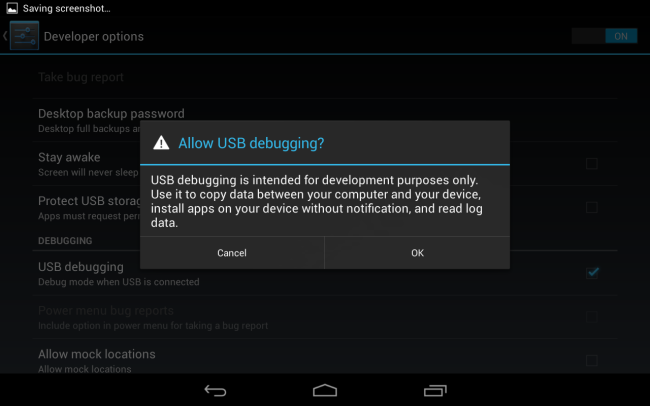 Saving screenshot...
Developer options
ON
Take bug report
Desktop backup password
Desktop full backups a
Stay awake
Screen will never sleep
Protect USB storag
Apps must request per
Allow USB debugging?
USB debugging is intended for development purposes only.
Use it to copy data between your computer and your device,
install apps on your device without notification, and read log
data.
Cancel
OK
DEBUGGING
USB debugging
Debug mode when USB is connected
Power menu bug reports
Include option in power menu for taking a bug report
Allow mock locations
Allow mock locations